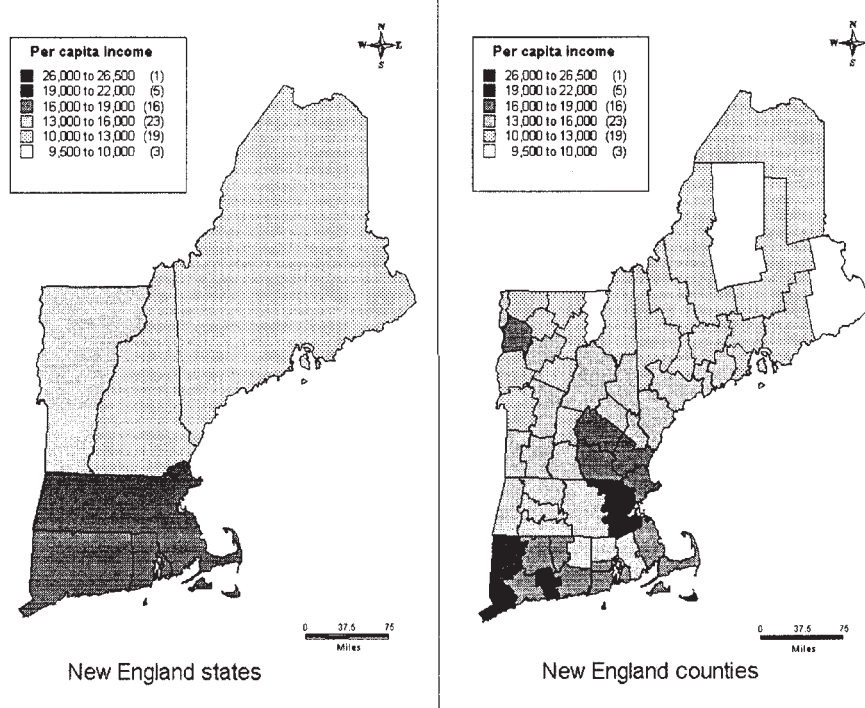 N
W E
S
Per capita income
26,000 to 26,500 (1)
19,000 to 22,000 (5)
16,000 to 19,000 (16)
13,000 to 16,000 (23)
10,000 to 13,000 (19)
9,500 to 10,000 (3)
0 37.5 75
Miles
New England states
N
W
S
Per capita income
26,000 to 26,500 (1)
19,000 to 22,000 (5)
16,000 to 19,000 (16)
13,000 to 16,000 (23)
10,000 to 13,000 (19)
9,500 to 10,000 (3)
0 37.5 75
Miles
New England counties